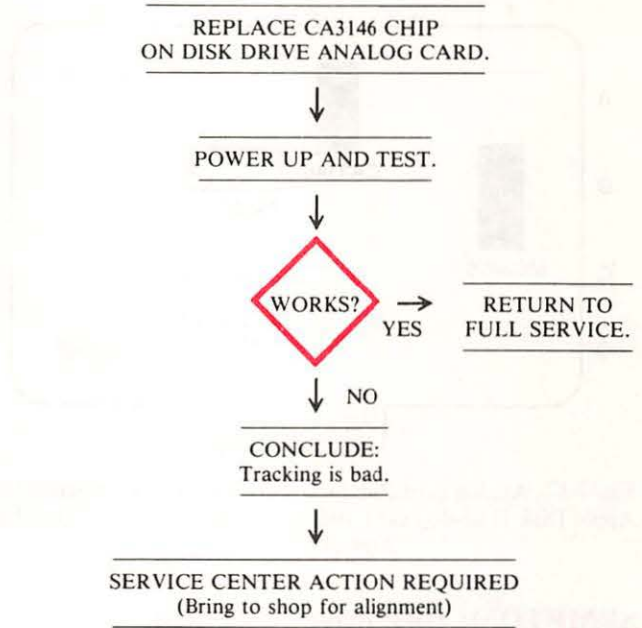 REPLACE CA3146 CHIP
ON DISK DRIVE ANALOG CARD.
POWER UP AND TEST.
WORKS?
YES
RETURN TO
FULL SERVICE.
NO
CONCLUDE:
Tracking is bad.
SERVICE CENTER ACTION REQUIRED
(Bring to shop for alignment)